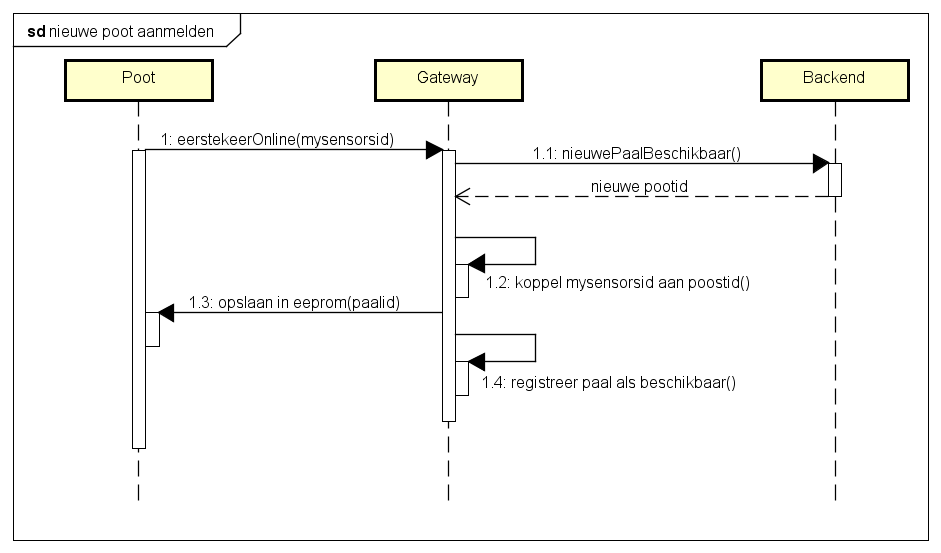 sd nieuwe poot aanmelden
Poot
Gateway
Backend
1: eerstekeerOnline(mysensorsid)
1.1: nieuwePaalBeschikbaar()
nieuwe pootid
1.2: koppel mysensorsid aan poostid()
1.3: opslaan in eeprom(paalid)
1.4: registreer paal als beschikbaar()